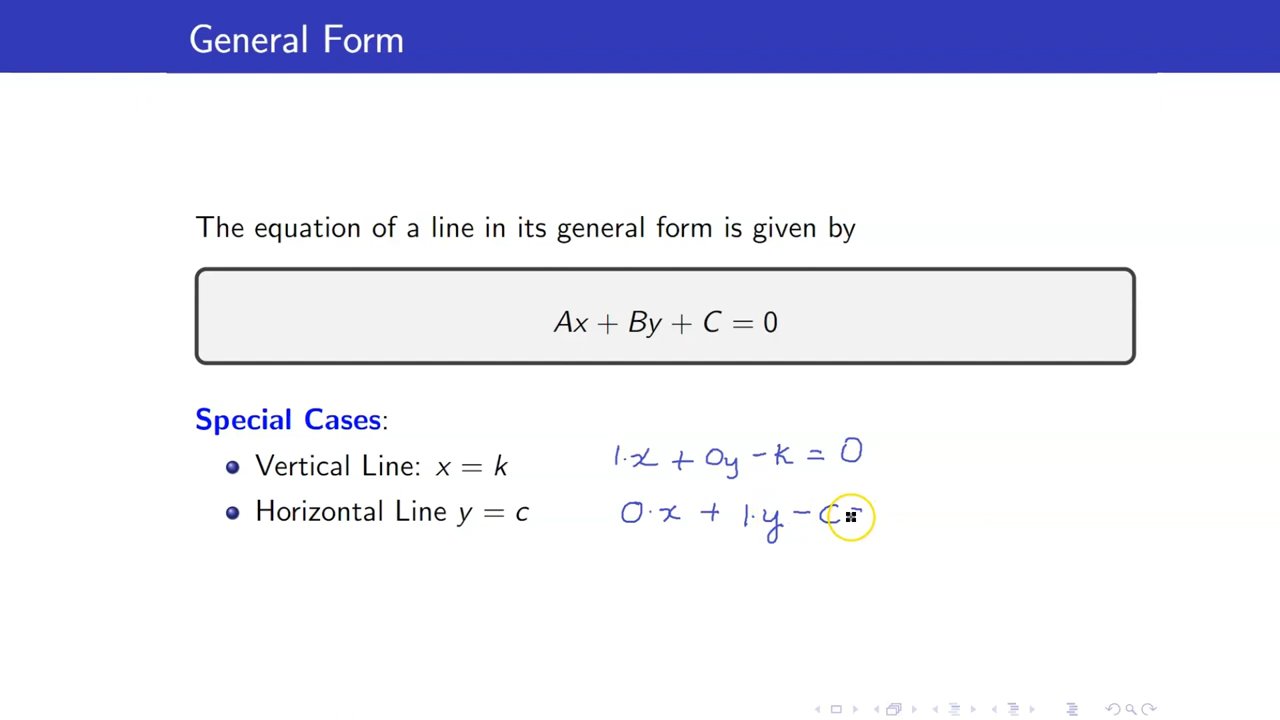 General Form
The equation of a line in its general form is given by
Ax + By + C = 0
Special Cases:
Vertical Line: x = k
1·x + 0y - k = 0
Horizontal Line y = c
0·x + 1·y - c =